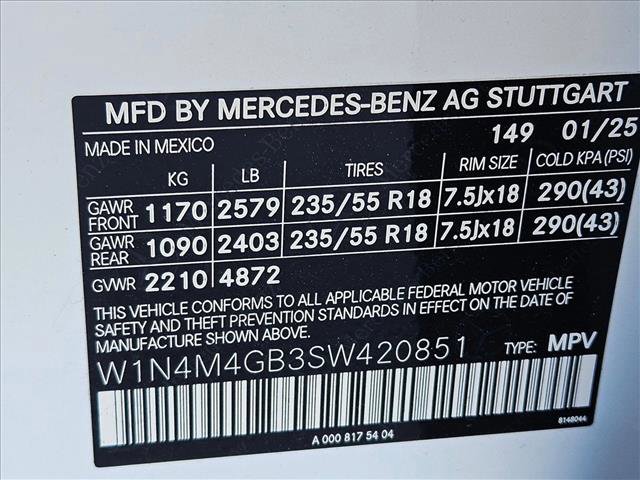 MFD BY MERCEDES-BENZ AG STUTTGART
MADE IN MEXICO 149 01/25
KG LB TIRES RIM SIZE COLD KPA (PSI)
GAWR FRONT 1170 2579 235/55 R18 7.5Jx18 290(43)
GAWR REAR 1090 2403 235/55 R18 7.5Jx18 290(43)
GVWR 2210 4872
THIS VEHICLE CONFORMS TO ALL APPLICABLE FEDERAL MOTOR VEHICLE
SAFETY AND THEFT PREVENTION STANDARDS IN EFFECT ON THE DATE
OF MANUFACTURE SHOWN ABOVE.
W1N4M4GB3SW420851 TYPE: MPV
A 000 817 54 04
8148044